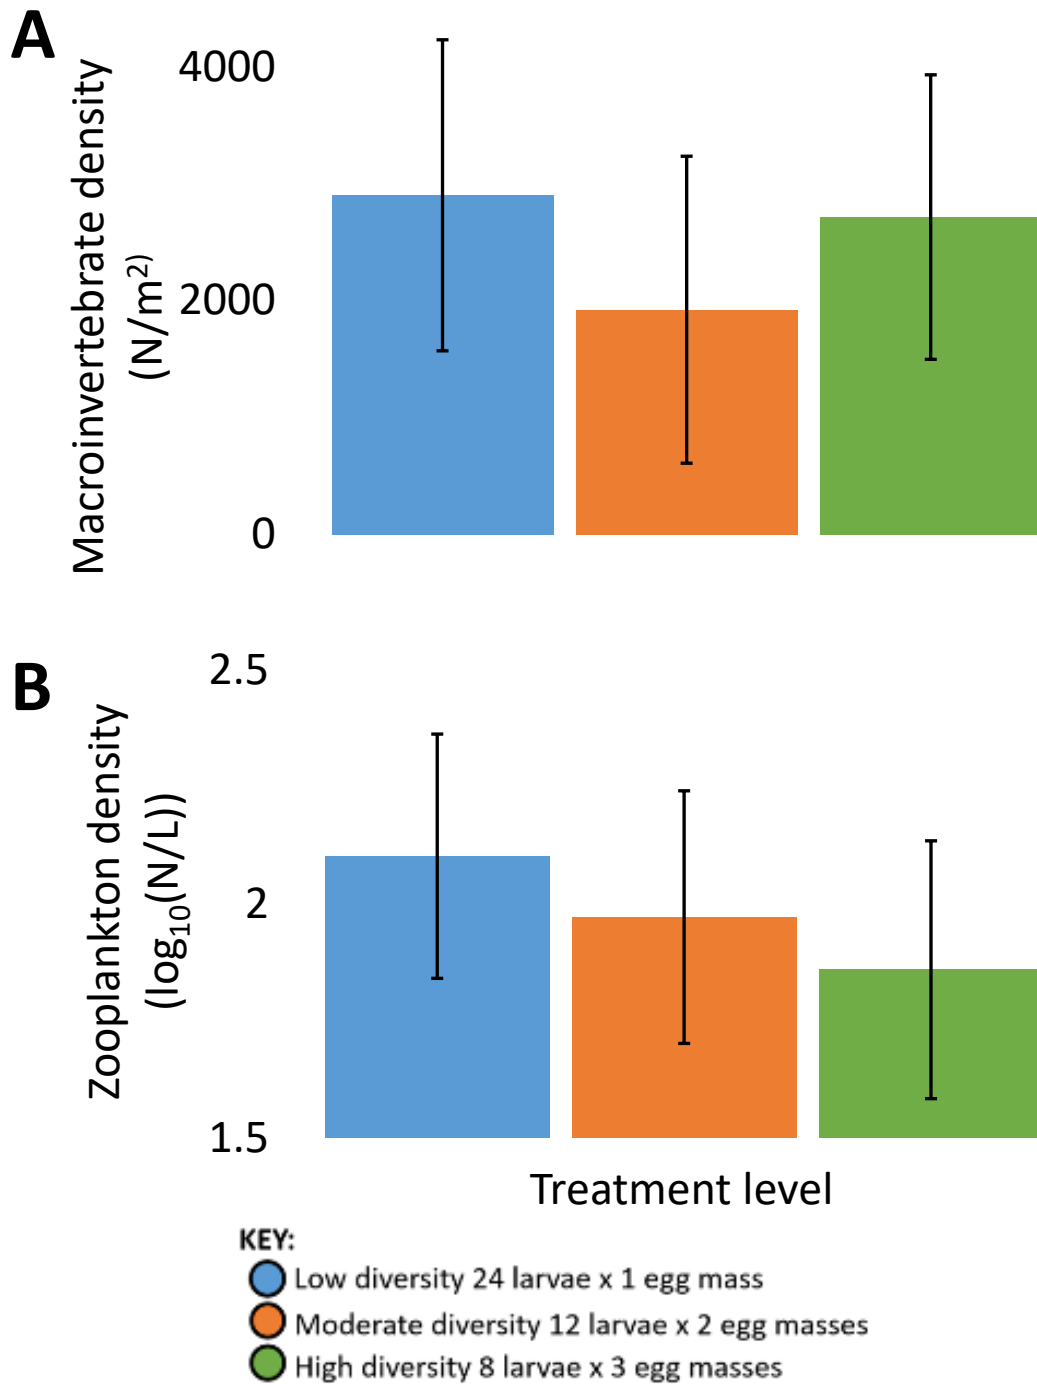 A
Macroinvertebrate density
(N/m²)
4000
2000
0
B
Zooplankton density
(log₁₀(N/L))
2.5
2
1.5
Treatment level
KEY:
Low diversity 24 larvae x 1 egg mass
Moderate diversity 12 larvae x 2 egg masses
High diversity 8 larvae x 3 egg masses